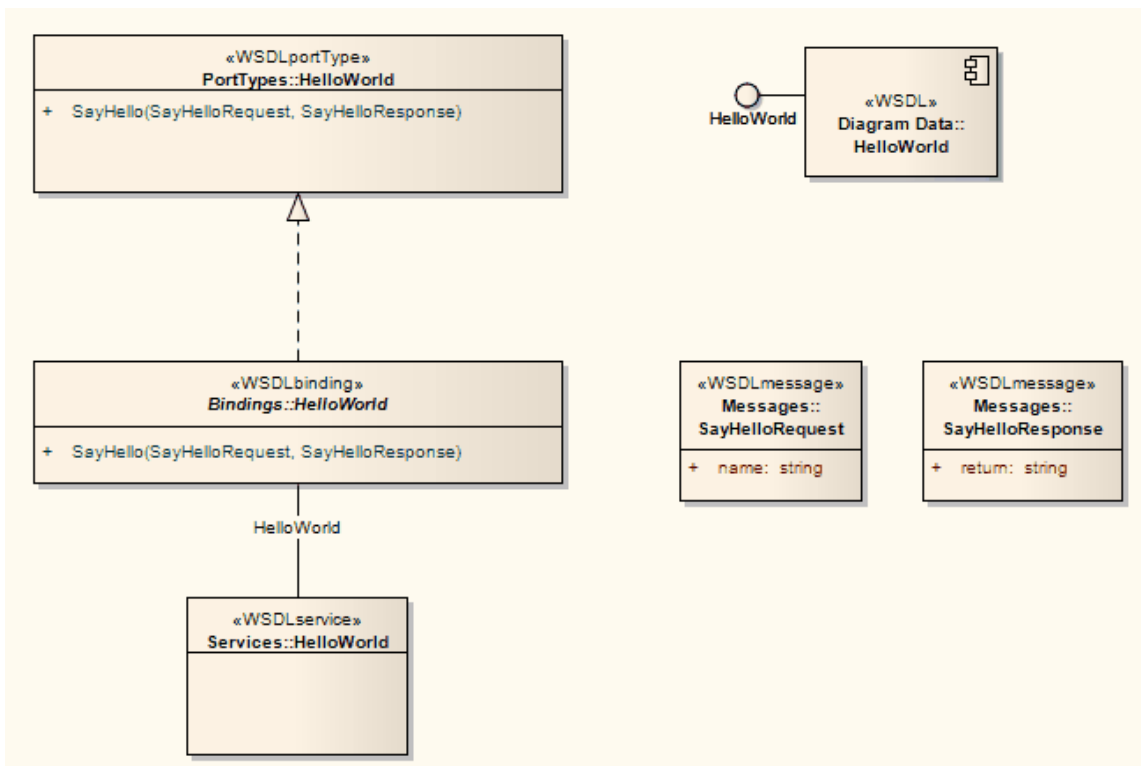 «WSDLportType»
PortTypes::HelloWorld
+ SayHello(SayHelloRequest, SayHelloResponse)
HelloWorld
«WSDL»
Diagram Data::
HelloWorld
«WSDLbinding»
Bindings::HelloWorld
+ SayHello(SayHelloRequest, SayHelloResponse)
HelloWorld
«WSDLservice»
Services::HelloWorld
«WSDLmessage»
Messages::
SayHelloRequest
+ name: string
«WSDLmessage»
Messages::
SayHelloResponse
+ return: string